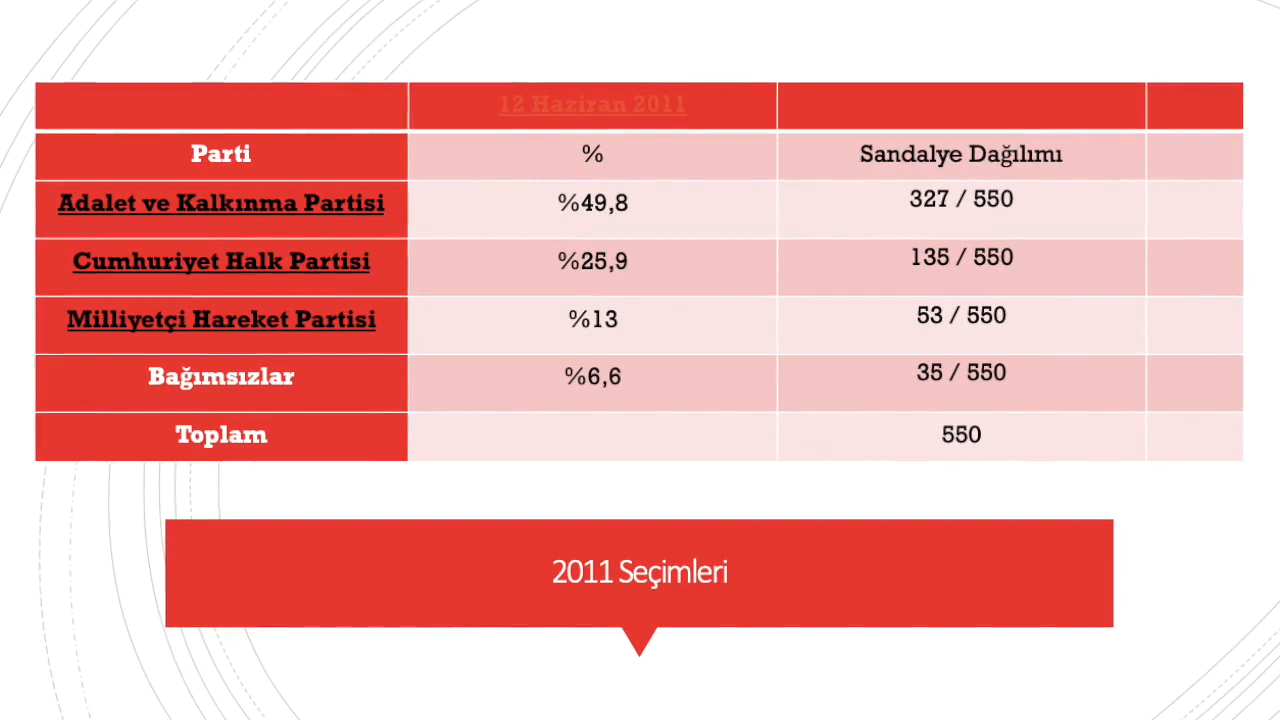 12 Haziran 2011
Parti % Sandalye Dağılımı
Adalet ve Kalkınma Partisi %49,8 327 / 550
Cumhuriyet Halk Partisi %25,9 135 / 550
Milliyetçi Hareket Partisi %13 53 / 550
Bağımsızlar %6,6 35 / 550
Toplam 550
2011 Seçimleri